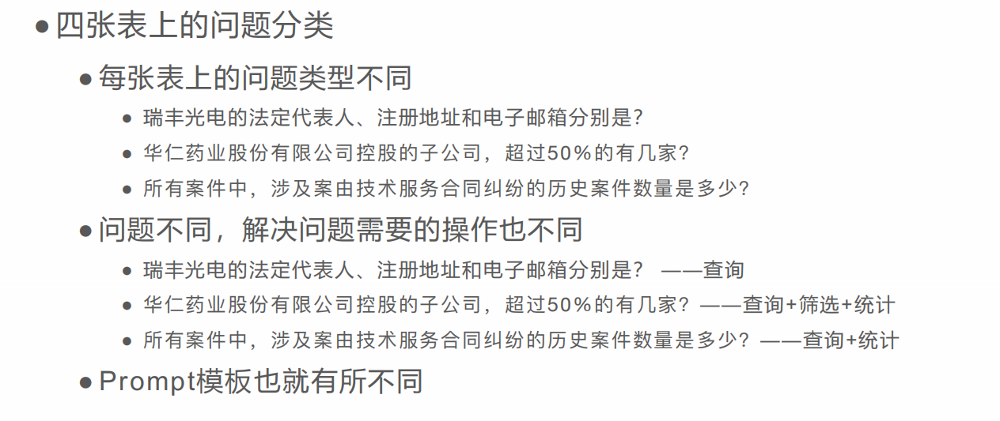 ●四张表上的问题分类
●每张表上的问题类型不同
● 瑞丰光电的法定代表人、注册地址和电子邮箱分别是？
● 华仁药业股份有限公司控股的子公司，超过50%的有几家？
● 所有案件中，涉及案由技术服务合同纠纷的历史案件数量是多少？
●问题不同，解决问题需要的操作也不同
● 瑞丰光电的法定代表人、注册地址和电子邮箱分别是？ ——查询
● 华仁药业股份有限公司控股的子公司，超过50%的有几家？——查询+筛选+统计
● 所有案件中，涉及案由技术服务合同纠纷的历史案件数量是多少？——查询+统计
●Prompt模板也就有所不同